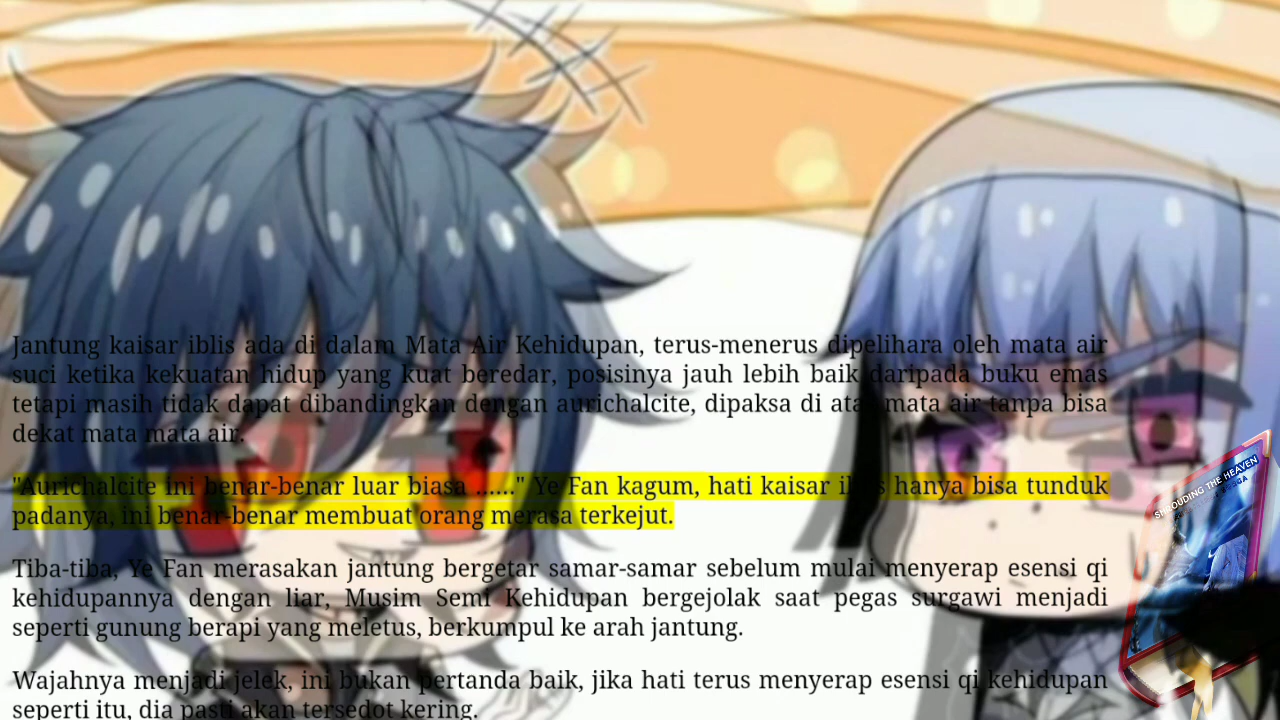 Jantung kaisar iblis ada di dalam Mata Air Kehidupan, terus-menerus dipelihara oleh mata air
suci ketika kekuatan hidup yang kuat beredar, posisinya jauh lebih baik daripada buku emas
tetapi masih tidak dapat dibandingkan dengan aurichalcite, dipaksa di atas mata air tanpa bisa
dekat mata mata air.
"Aurichalcite ini benar-benar luar biasa ......" Ye Fan kagum, hati kaisar iblis hanya bisa tunduk
padanya, ini benar-benar membuat orang merasa terkejut.
Tiba-tiba, Ye Fan merasakan jantung bergetar samar-samar sebelum mulai menyerap esensi qi
kehidupannya dengan liar, Musim Semi Kehidupan bergejolak saat pegas surgawi menjadi
seperti gunung berapi yang meletus, berkumpul ke arah jantung.
Wajahnya menjadi jelek, ini bukan pertanda baik, jika hati terus menyerap esensi qi kehidupan
seperti itu, dia pasti akan tersedot kering.
SHROUDING THE HEAVEN